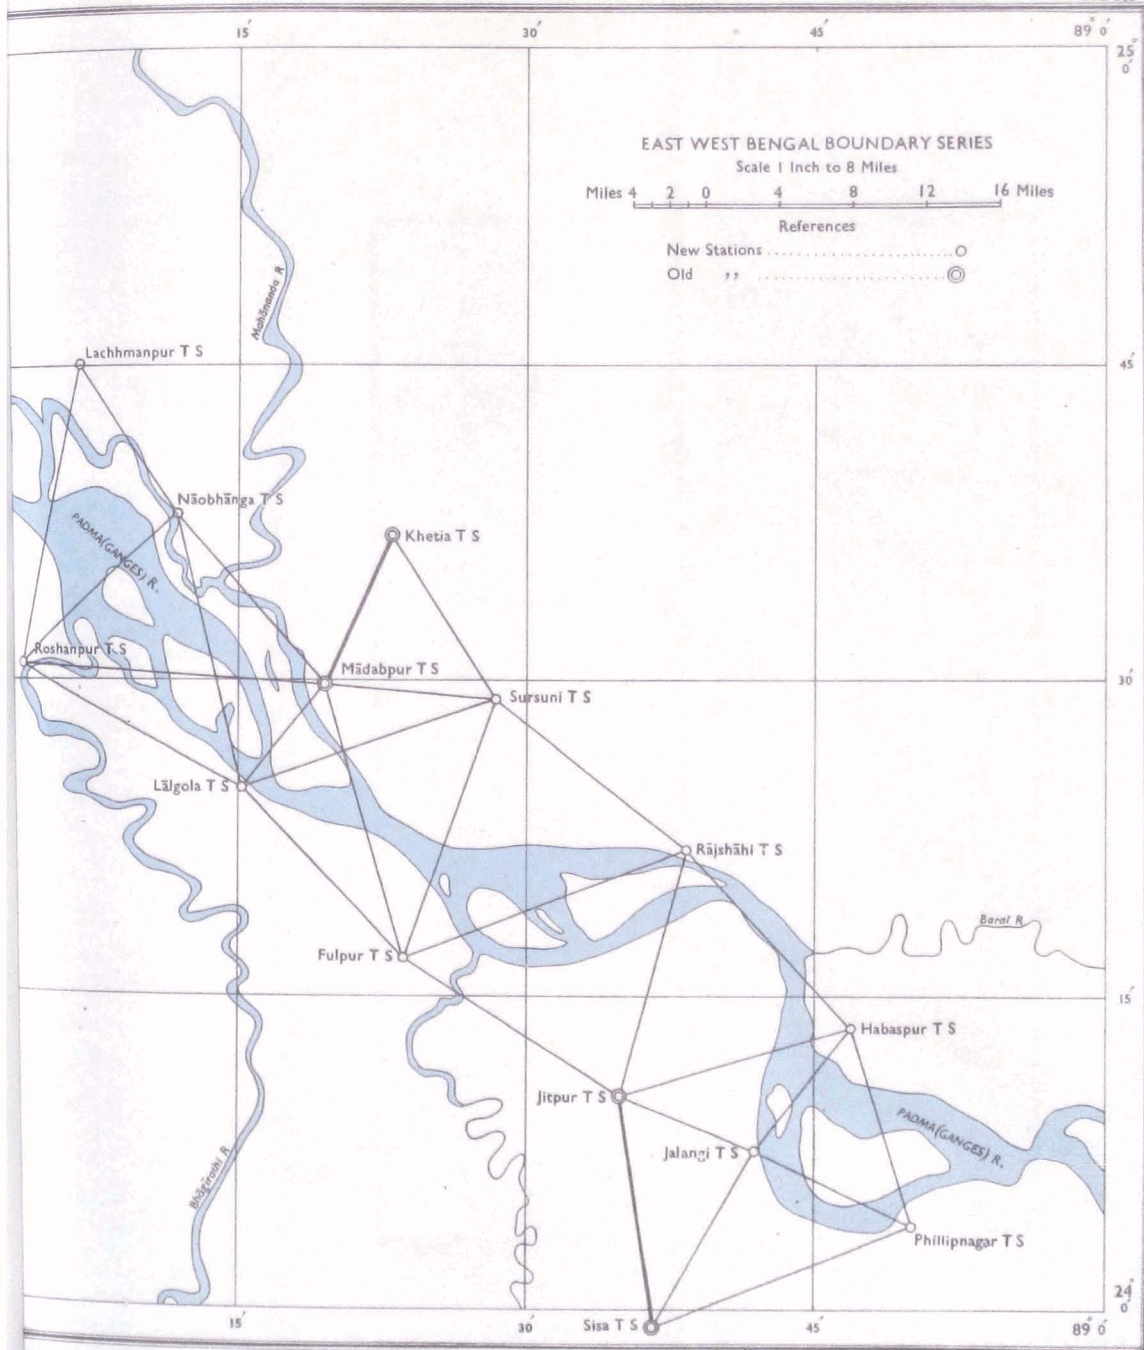 15′ 30′ 45′ 89° 0′
25° 0′
EAST WEST BENGAL BOUNDARY SERIES
Scale 1 Inch to 8 Miles
Miles 4 2 0 4 8 12 16 Miles
References
New Stations
Old ,,
Mahānanda R
Lachhmanpur T S
45′
Nāobhānga T S
PADMA(GANGES) R.
Khetia T S
Roshanpur T S
Mādabpur T S
30′
Sursuni T S
Lālgola T S
Rājshāhi T S
Baral R
Fulpur T S
15′
Habaspur T S
Jitpur T S
PADMA(GANGES) R.
Jalangi T S
Bhāgirathi R
Phillipnagar T S
24° 0′
Sisa T S
15′ 30′ 45′ 89° 0′